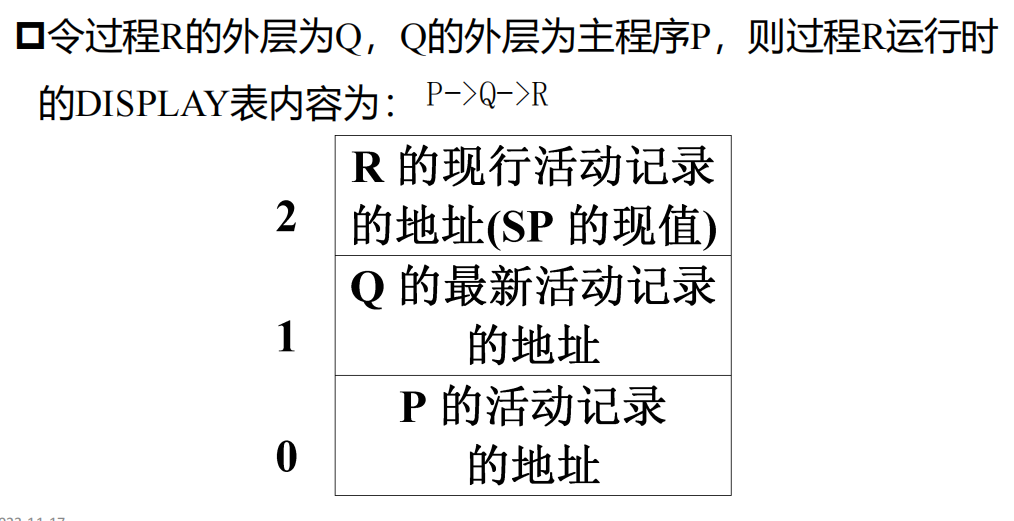 令过程R的外层为Q，Q的外层为主程序P，则过程R运行时
的DISPLAY表内容为： P->Q->R
R 的现行活动记录
2 的地址(SP 的现值)
Q 的最新活动记录
1 的地址
P 的活动记录
0 的地址